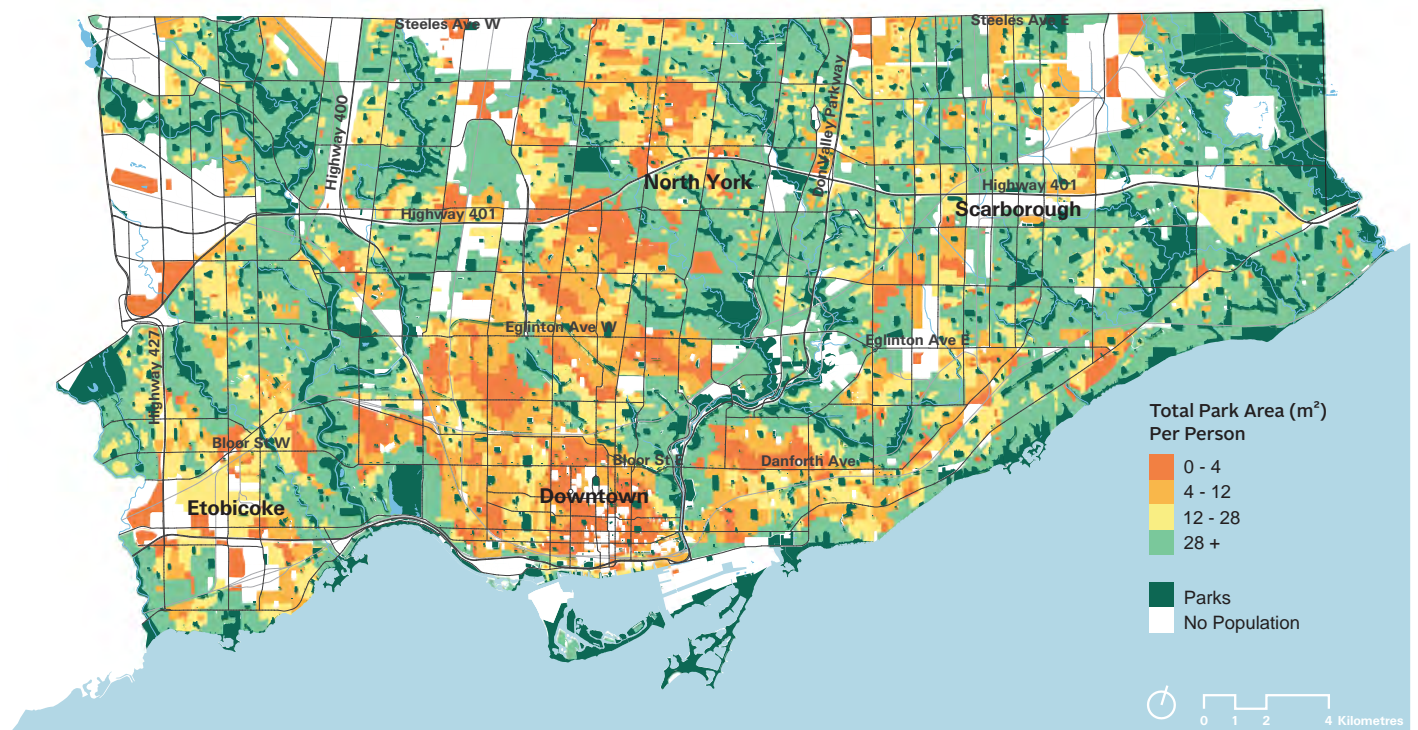 Steeles Ave W
Steeles Ave E
Highway 400
Don Valley Parkway
North York
Highway 401
Highway 401
Scarborough
Eglinton Ave W
Eglinton Ave E
Highway 427
Bloor St W
Bloor St E
Danforth Ave
Downtown
Etobicoke
Total Park Area (m²)
Per Person
0 - 4
4 - 12
12 - 28
28 +
Parks
No Population
0 1 2 4 Kilometres